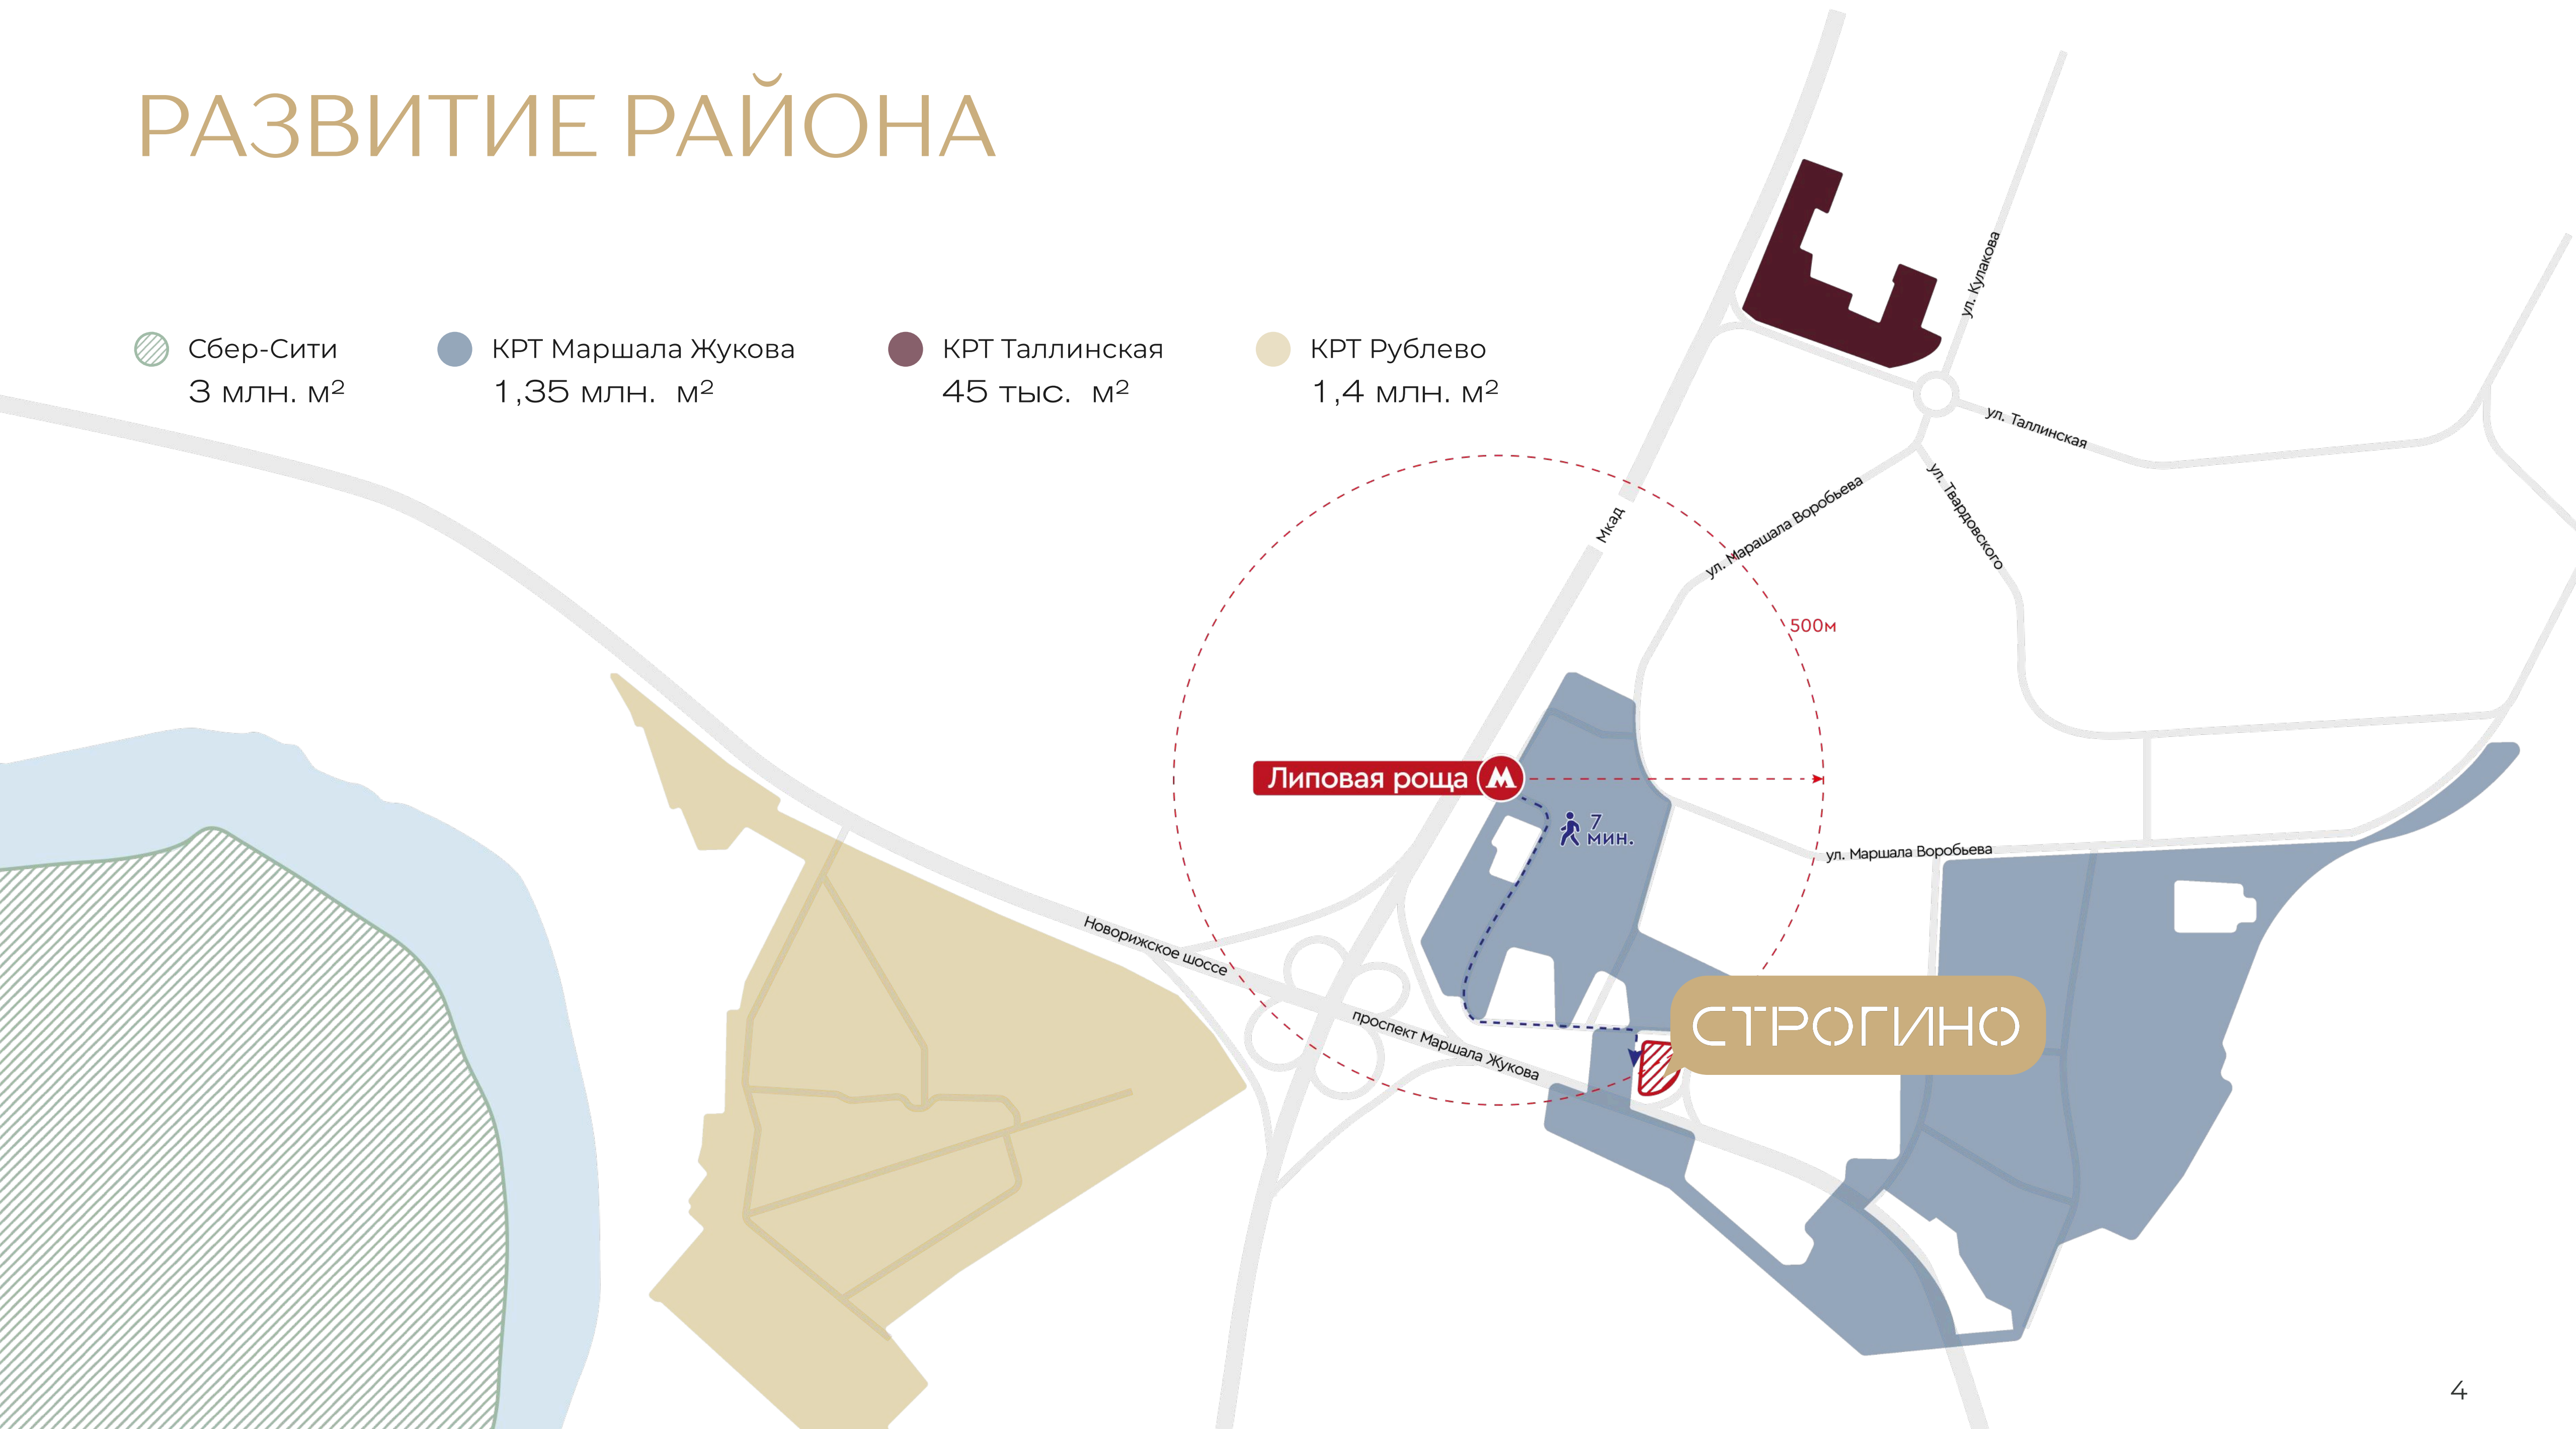 РАЗВИТИЕ РАЙОНА
Сбер-Сити
3 млн. м²
КРТ Маршала Жукова
1,35 млн. м²
КРТ Таллинская
45 тыс. м²
КРТ Рублево
1,4 млн. м²
ул. Кулакова
ул. Таллинская
ул. Твардовского
ул. Марашала Воробьева
Мкад
500м
Липовая роща М
7
мин.
ул. Маршала Воробьева
Новорижское шоссе
проспект Маршала Жукова
СТРОГИНО
4